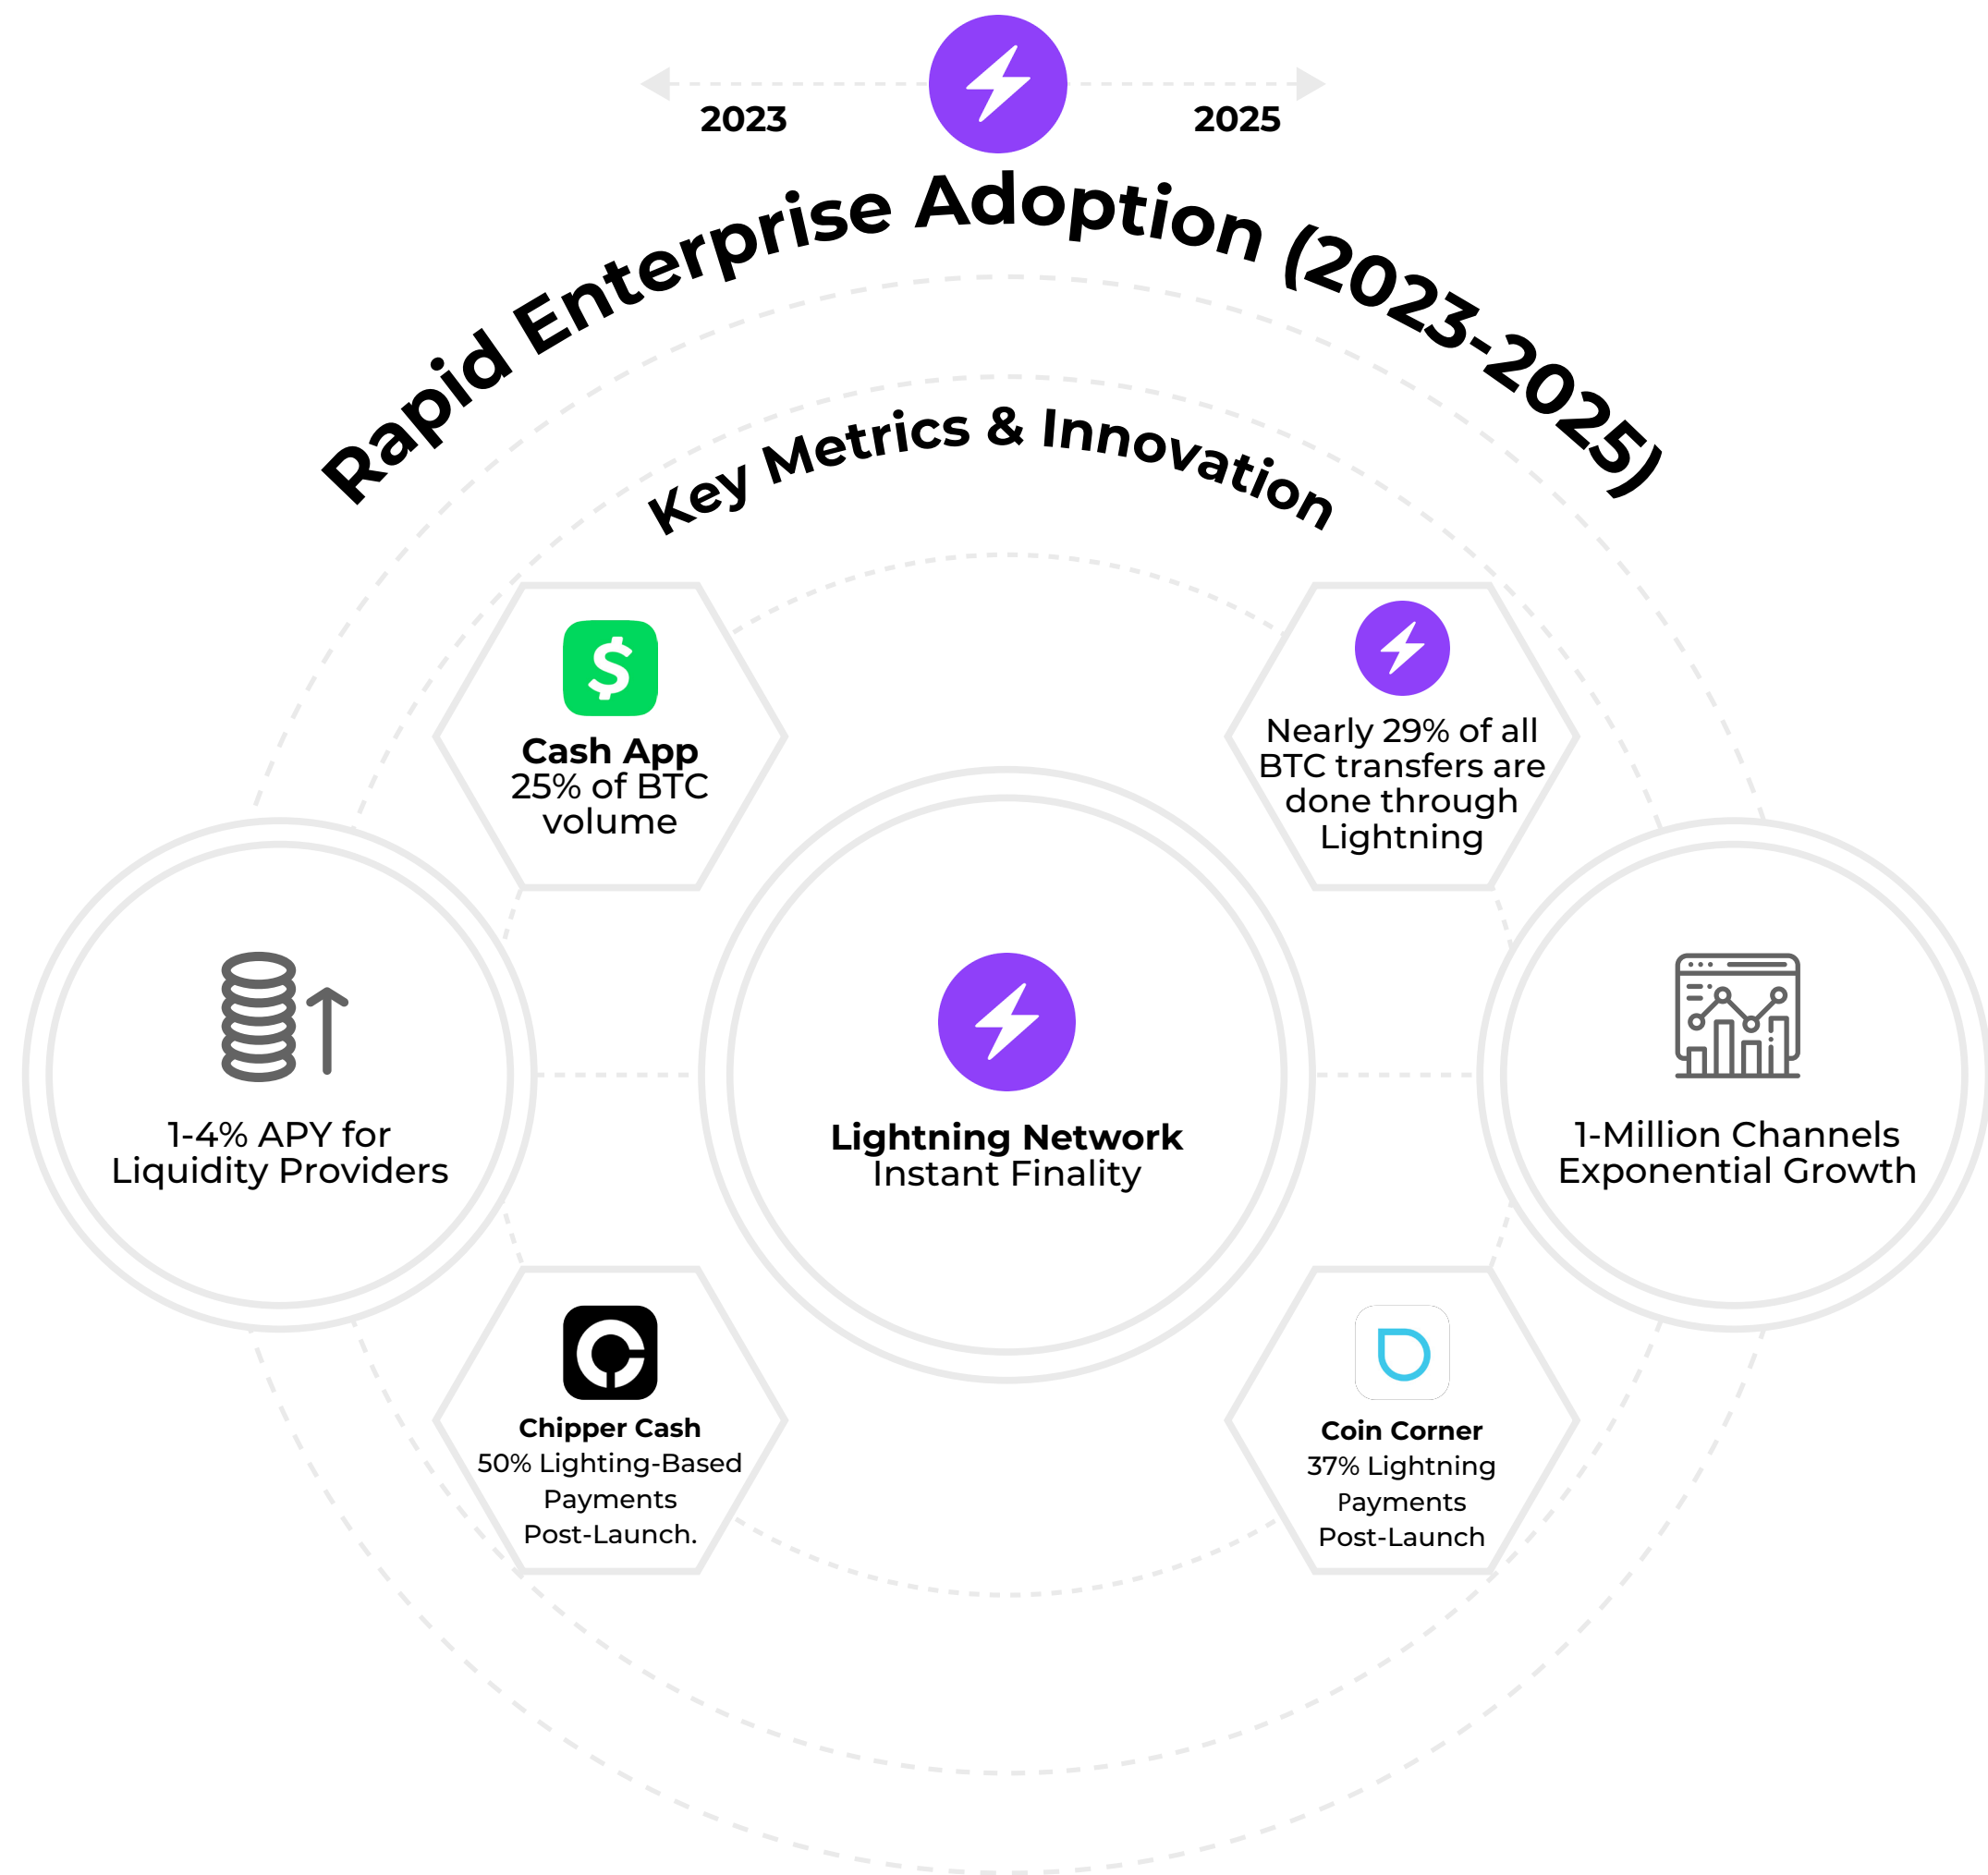 2023
2025
Rapid Enterprise Adoption (2023-2025)
Key Metrics & Innovation
Cash App
25% of BTC
volume
Nearly 29% of all
BTC transfers are
done through
Lightning
1-4% APY for
Liquidity Providers
Lightning Network
Instant Finality
1-Million Channels
Exponential Growth
Chipper Cash
50% Lighting-Based
Payments
Post-Launch.
Coin Corner
37% Lightning
Payments
Post-Launch